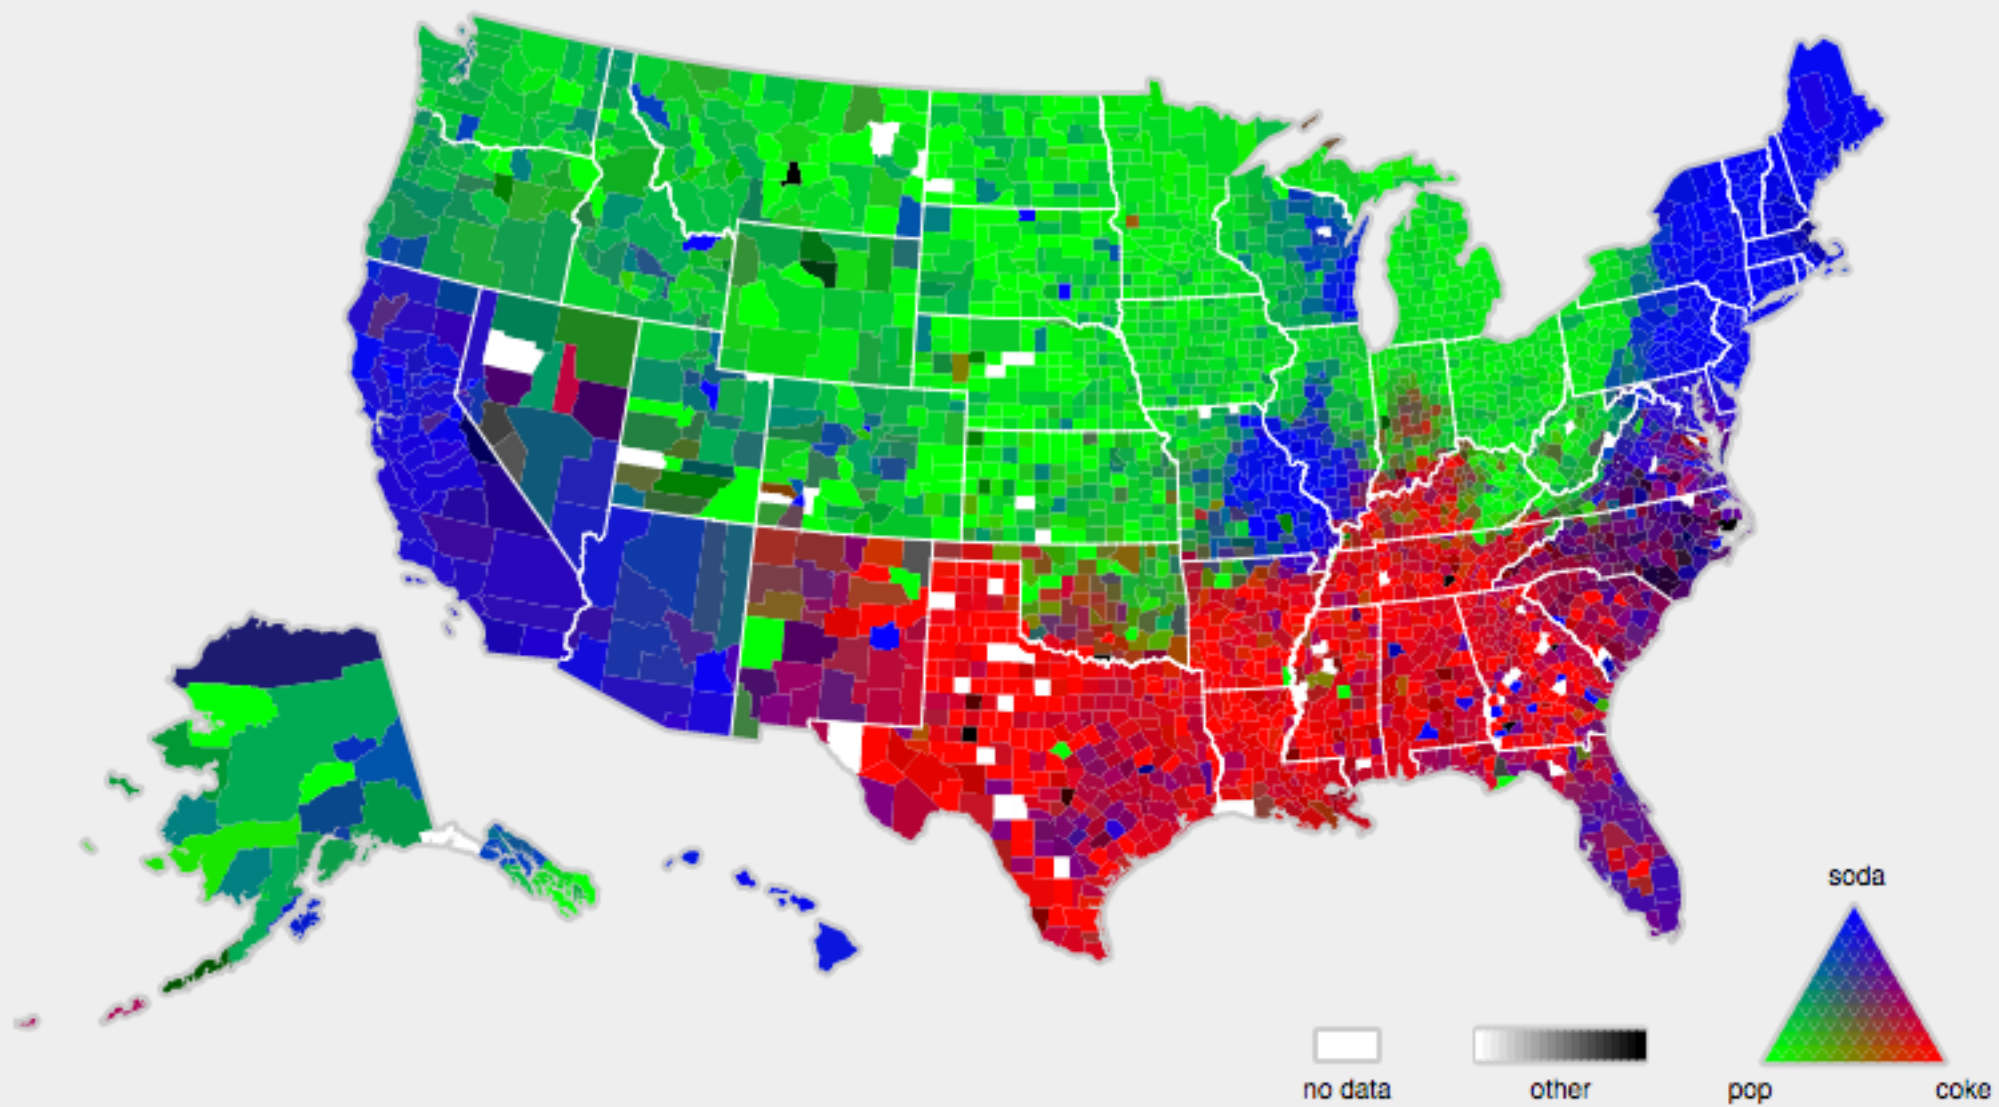 soda
no data
other
pop
coke